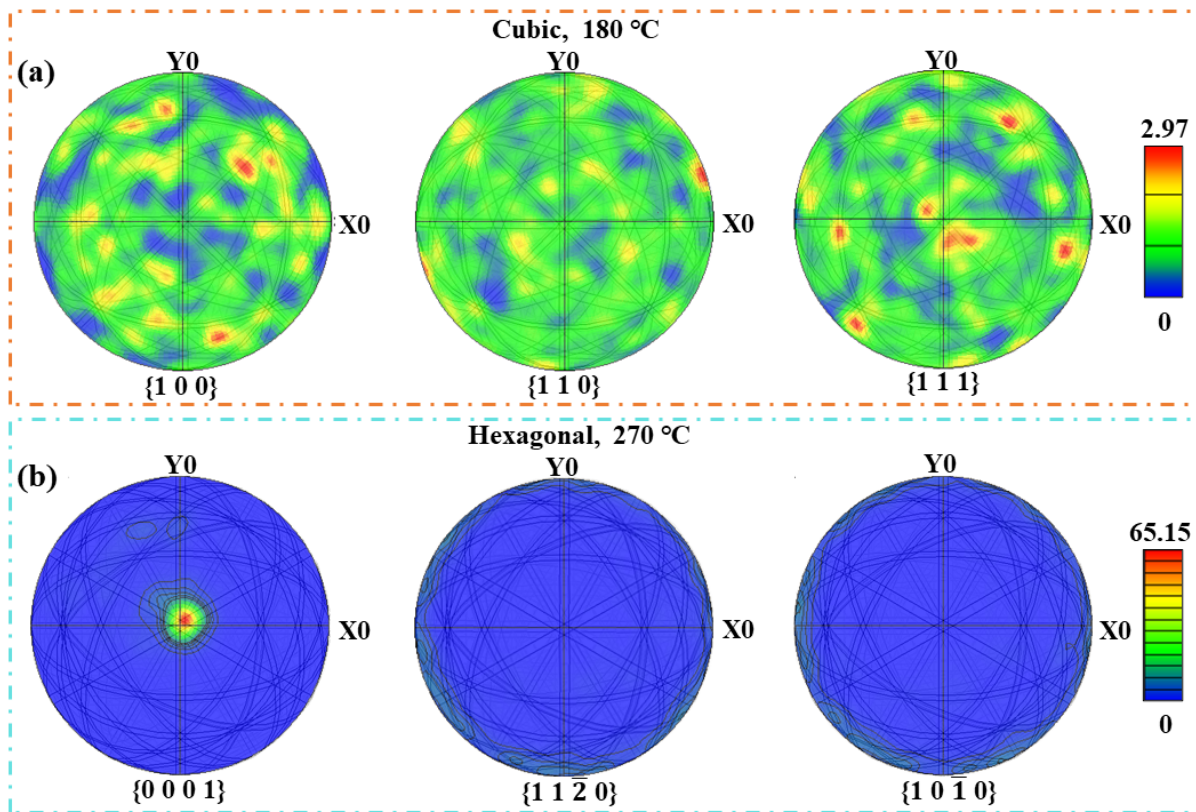 Cubic, 180 °C
(a)
Y0
Y0
Y0
2.97
X0
X0
X0
0
{1 0 0}
{1 1 0}
{1 1 1}
Hexagonal, 270 °C
(b)
Y0
Y0
Y0
65.15
X0
X0
X0
0
{0 0 0 1}
{1 1 2̅ 0}
{1 0 1̅ 0}